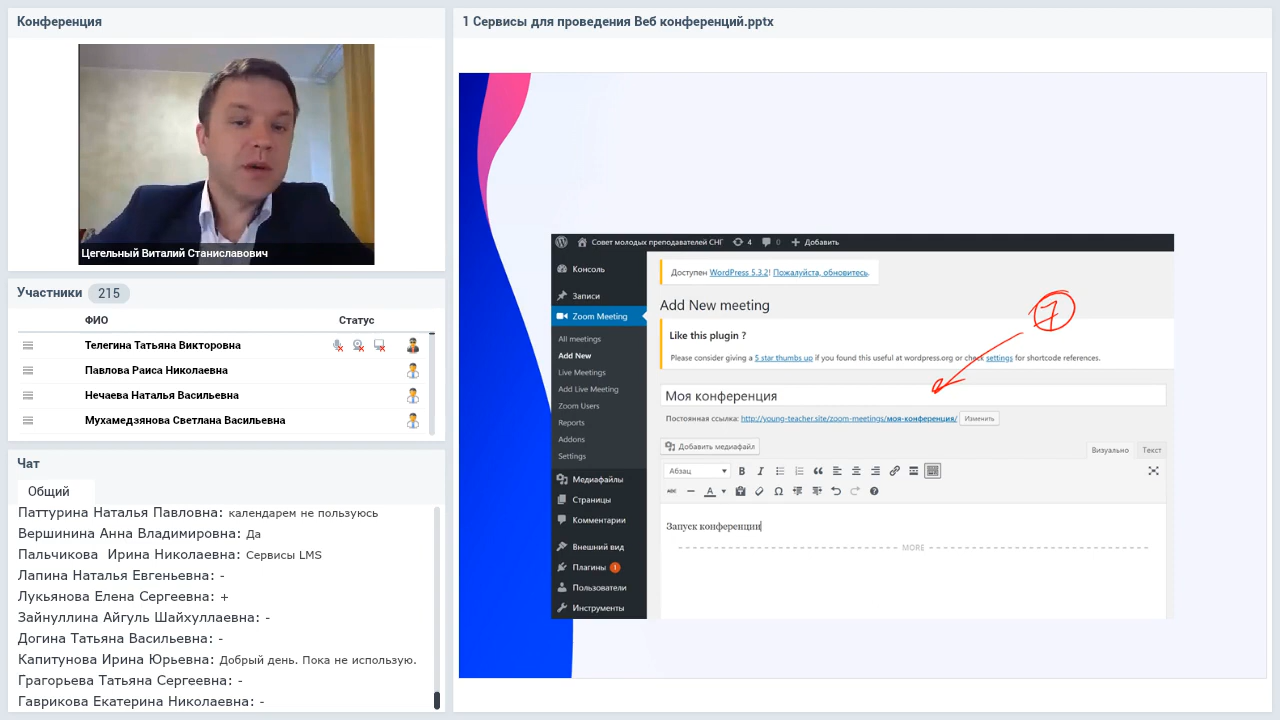 Конференция
Цегельный Виталий Станиславович
Участники 215
ФИО Статус
Телегина Татьяна Викторовна
Павлова Раиса Николаевна
Нечаева Наталья Васильевна
Мухамедзянова Светлана Васильевна
Чат
Общий
Паттурина Наталья Павловна: календарем не пользуюсь
Вершинина Анна Владимировна: Да
Пальчикова Ирина Николаевна: Сервисы LMS
Лапина Наталья Евгеньевна: -
Лукьянова Елена Сергеевна: +
Зайнуллина Айгуль Шайхуллаевна: -
Догина Татьяна Васильевна: -
Капитунова Ирина Юрьевна: Добрый день. Пока не использую.
Грагорьева Татьяна Сергеевна: -
Гаврикова Екатерина Николаевна: -
1 Сервисы для проведения Веб конференций.pptx
Совет молодых преподавателей СНГ 4 0 Добавить
Консоль
Записи
Zoom Meeting
All meetings
Add New
Live Meetings
Add Live Meeting
Zoom Users
Reports
Addons
Settings
Медиафайлы
Страницы
Комментарии
Внешний вид
Плагины 1
Пользователи
Инструменты
Доступен WordPress 5.3.2! Пожалуйста, обновитесь.
Add New meeting
7
Like this plugin ?
Please consider giving a 5 star thumbs up if you found this useful at wordpress.org or check settings for shortcode references.
Моя конференция
Постоянная ссылка: http://young-teacher.site/zoom-meetings/моя-конференция/ Изменить
Добавить медиафайл
Визуально Текст
Абзац B I
ABC A
Запуск конференции
MORE